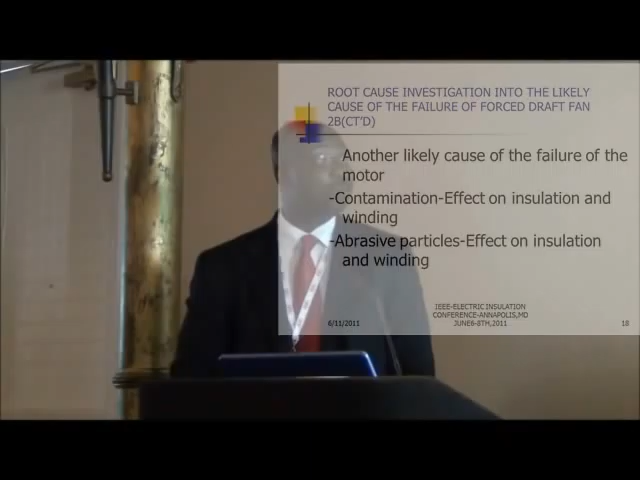 ROOT CAUSE INVESTIGATION INTO THE LIKELY
CAUSE OF THE FAILURE OF FORCED DRAFT FAN
2B(CT'D)
Another likely cause of the failure of the
motor
-Contamination-Effect on insulation and
winding
-Abrasive particles-Effect on insulation
and winding
IEEE-ELECTRIC INSULATION
CONFERENCE-ANNAPOLIS,MD
6/11/2011
JUNE6-8TH,2011
18